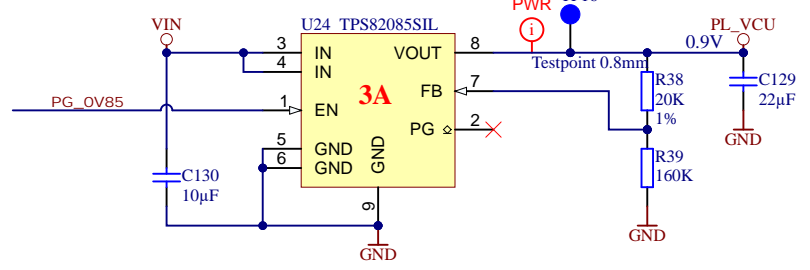 PWR
VIN
U24 TPS82085SIL
PL_VCU
3
IN
VOUT
8
0.9V
4
IN
Testpoint 0.8mm
R38
20K
1%
C129
22µF
3A
FB
7
PG_0V85
1
EN
PG
2
GND
5
GND
6
GND
GND
C130
10µF
R39
160K
9
GND
GND
i